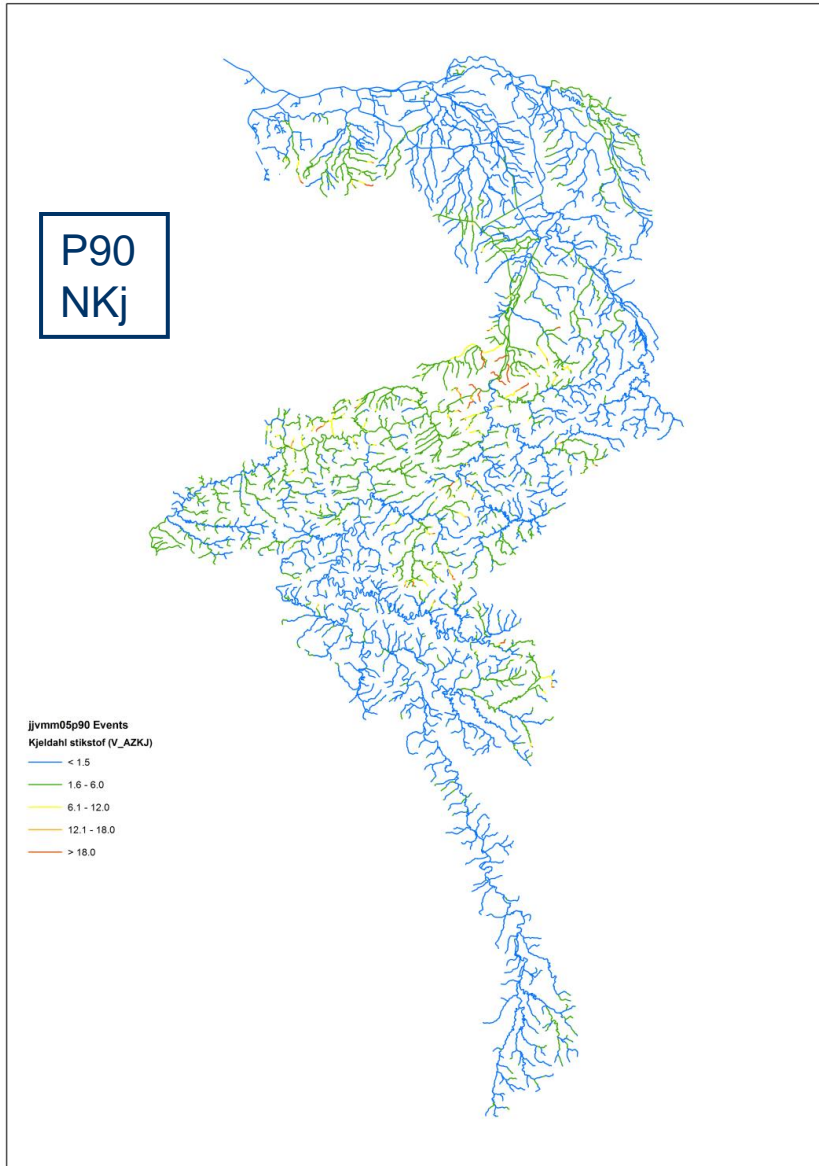 P90
NKj
jjvmm05p90 Events
Kjeldahl stikstof (V_AZKJ)
< 1.5
1.6 - 6.0
6.1 - 12.0
12.1 - 18.0
> 18.0